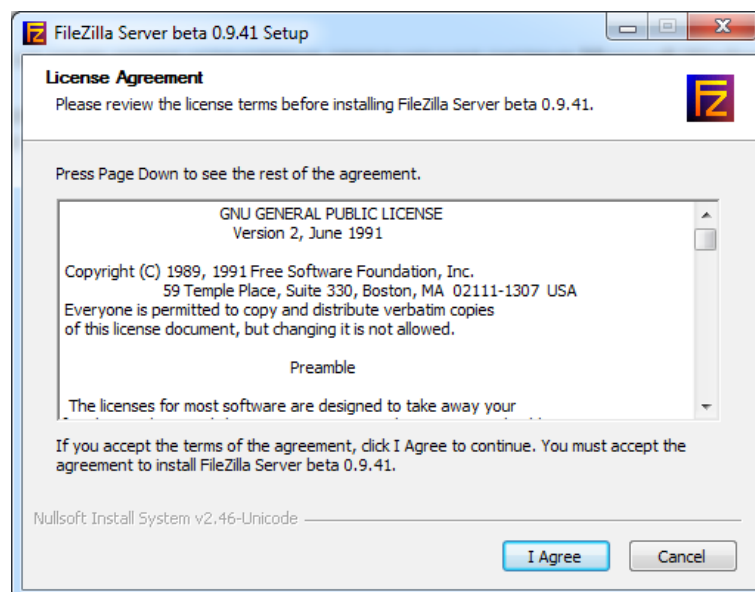 FileZilla Server beta 0.9.41 Setup
License Agreement
Please review the license terms before installing FileZilla Server beta 0.9.41.
FZ
Press Page Down to see the rest of the agreement.
GNU GENERAL PUBLIC LICENSE
Version 2, June 1991
Copyright (C) 1989, 1991 Free Software Foundation, Inc.
59 Temple Place, Suite 330, Boston, MA 02111-1307 USA
Everyone is permitted to copy and distribute verbatim copies
of this license document, but changing it is not allowed.
Preamble
The licenses for most software are designed to take away your
If you accept the terms of the agreement, click I Agree to continue. You must accept the
agreement to install FileZilla Server beta 0.9.41.
Nullsoft Install System v2.46-Unicode
I Agree
Cancel